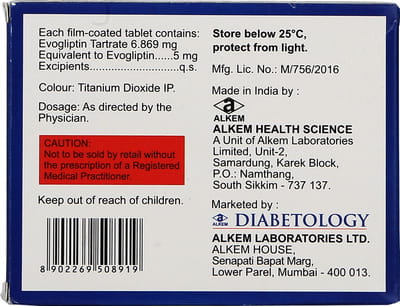 Each film-coated tablet contains:
Evogliptin Tartrate 6.869 mg
Equivalent to Evogliptin......5 mg
Excipients..........................q.s.
Colour: Titanium Dioxide IP.
Dosage: As directed by the
Physician.
CAUTION:
Not to be sold by retail without
the prescription of a Registered
Medical Practitioner.
Keep out of reach of children.
8 902269 508919
Store below 25°C,
protect from light.
Mfg. Lic. No.: M/756/2016
Made in India by :
ALKEM
ALKEM HEALTH SCIENCE
A Unit of Alkem Laboratories
Limited, Unit-2,
Samardung, Karek Block,
P.O.: Namthang,
South Sikkim - 737 137.
Marketed by :
ALKEM DIABETOLOGY
ALKEM LABORATORIES LTD.
ALKEM HOUSE,
Senapati Bapat Marg,
Lower Parel, Mumbai - 400 013.